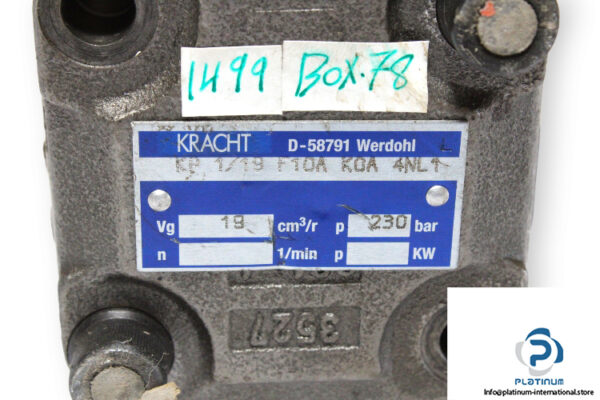 1499 BOX.78
KRACHT D-58791 Werdohl
KP 1/19 F10A K0A 4NL1
Vg 19 cm³/r p 230 bar
n 1/min p KW
3527
PLATINUM
Info@platinum-international.store